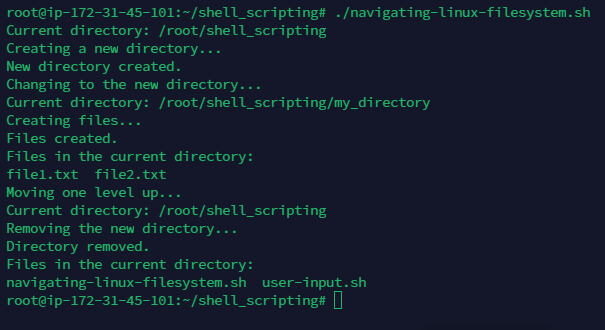 root@ip-172-31-45-101:~/shell_scripting# ./navigating-linux-filesystem.sh
Current directory: /root/shell_scripting
Creating a new directory...
New directory created.
Changing to the new directory...
Current directory: /root/shell_scripting/my_directory
Creating files...
Files created.
Files in the current directory:
file1.txt  file2.txt
Moving one level up...
Current directory: /root/shell_scripting
Removing the new directory...
Directory removed.
Files in the current directory:
navigating-linux-filesystem.sh  user-input.sh
root@ip-172-31-45-101:~/shell_scripting#